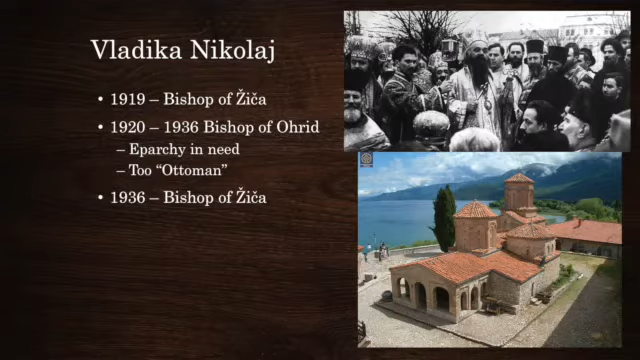 Vladika Nikolaj
• 1919 – Bishop of Žiča
• 1920 – 1936 Bishop of Ohrid
– Eparchy in need
– Too “Ottoman”
• 1936 – Bishop of Žiča